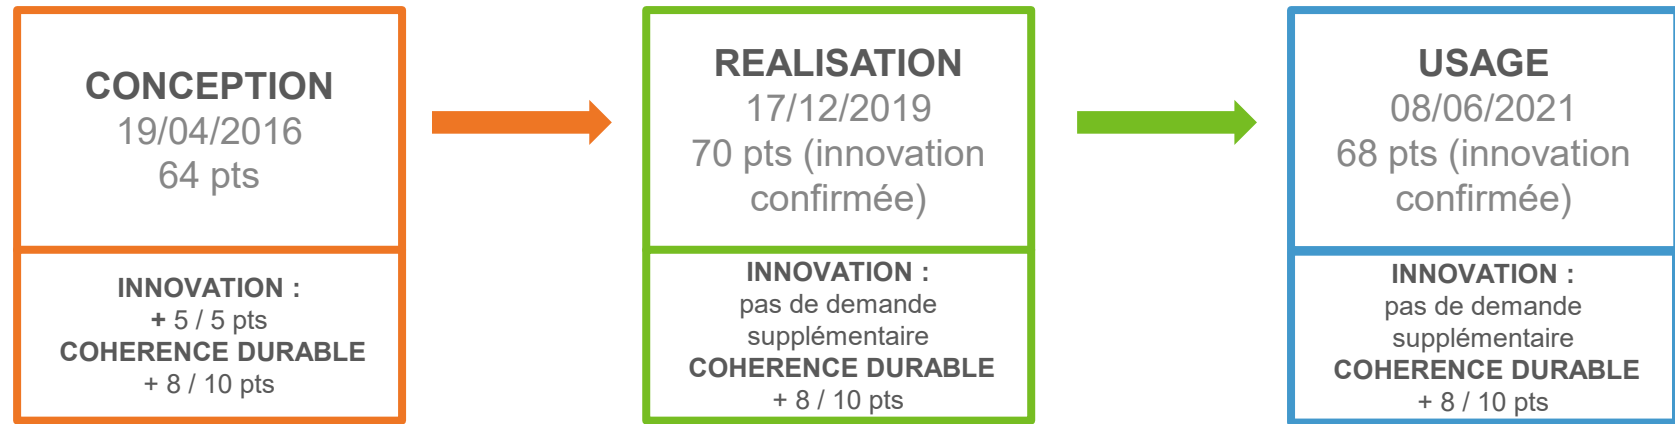 CONCEPTION
19/04/2016
64 pts
INNOVATION :
+ 5 / 5 pts
COHERENCE DURABLE
+ 8 / 10 pts
REALISATION
17/12/2019
70 pts (innovation
confirmée)
INNOVATION :
pas de demande
supplémentaire
COHERENCE DURABLE
+ 8 / 10 pts
USAGE
08/06/2021
68 pts (innovation
confirmée)
INNOVATION :
pas de demande
supplémentaire
COHERENCE DURABLE
+ 8 / 10 pts